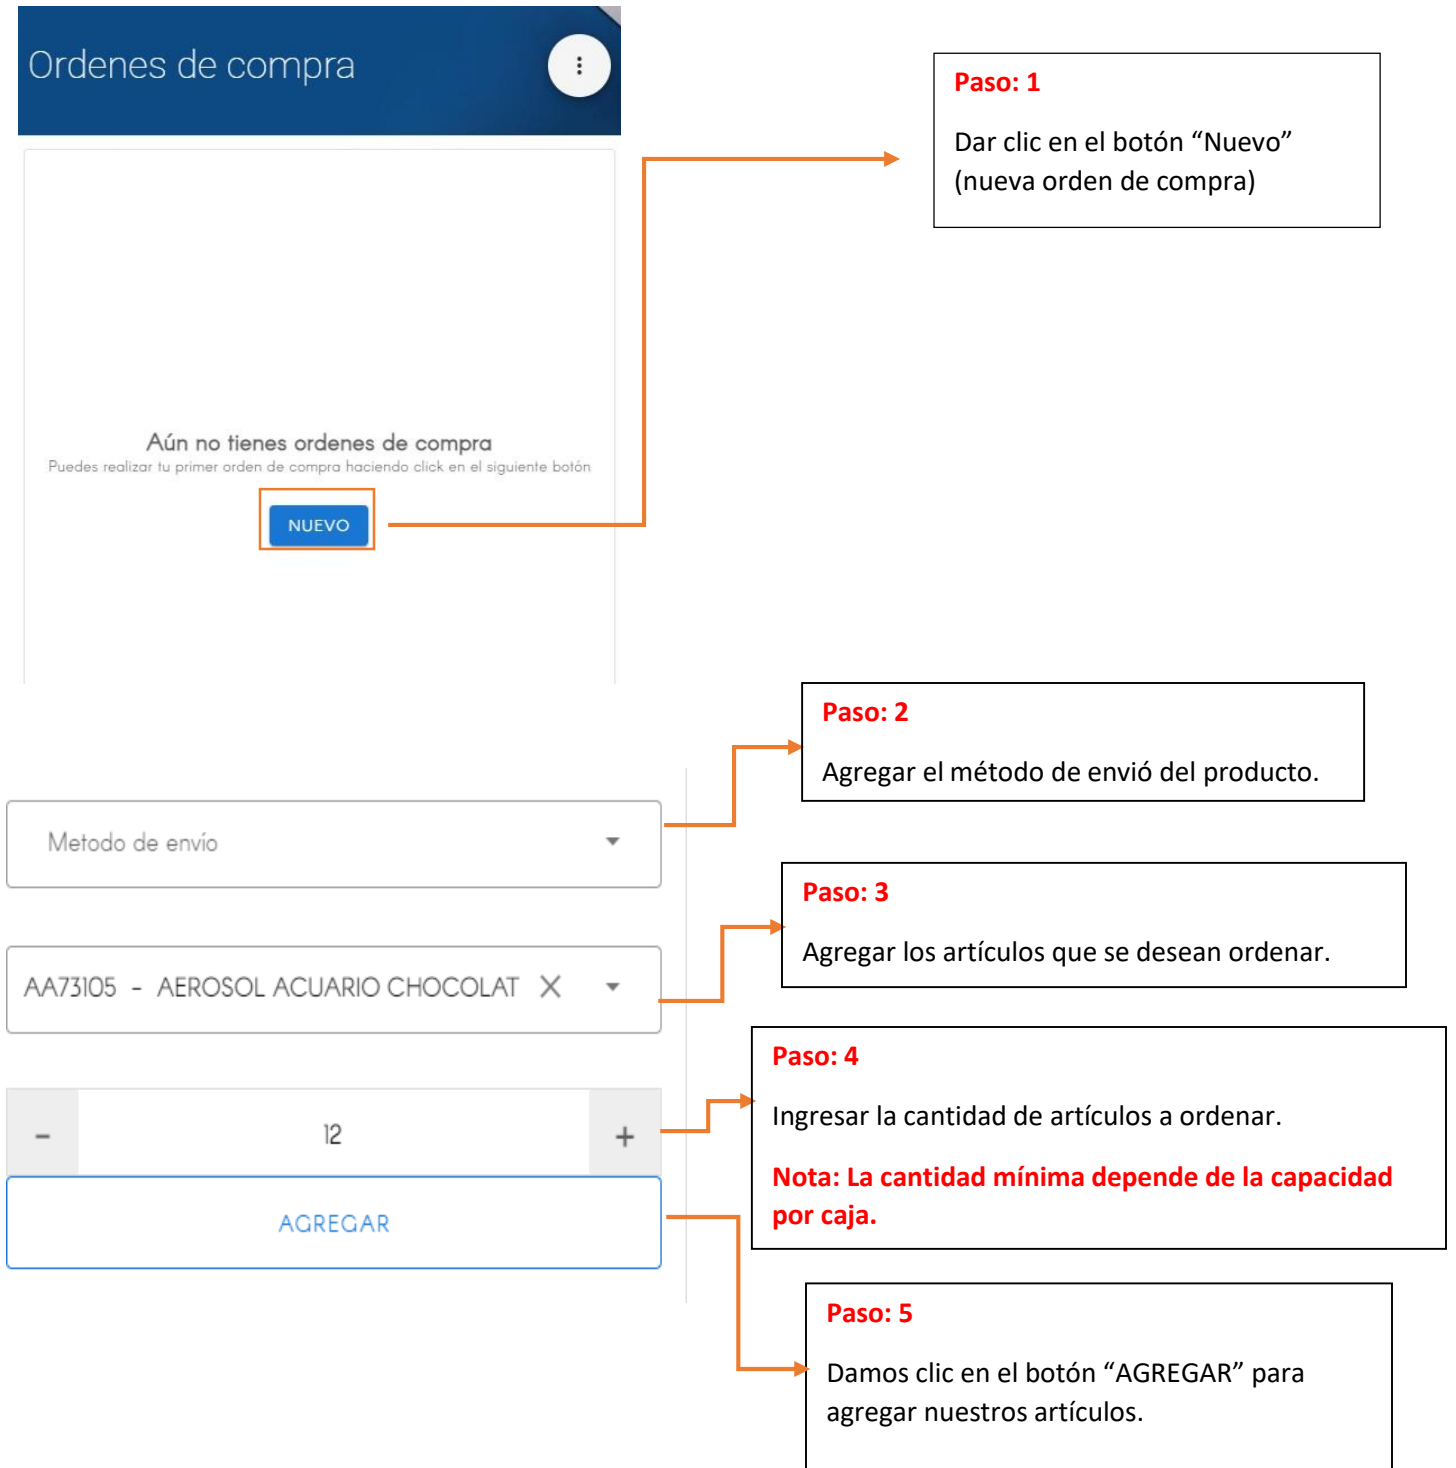 Ordenes de compra
Paso: 1
Dar clic en el botón “Nuevo”
(nueva orden de compra)
Aún no tienes ordenes de compra
Puedes realizar tu primer orden de compra haciendo click en el siguiente botón
NUEVO
Paso: 2
Agregar el método de envió del producto.
Metodo de envío
Paso: 3
Agregar los artículos que se desean ordenar.
AA73105 - AEROSOL ACUARIO CHOCOLAT
Paso: 4
Ingresar la cantidad de artículos a ordenar.
Nota: La cantidad mínima depende de la capacidad
por caja.
- 12 +
AGREGAR
Paso: 5
Damos clic en el botón “AGREGAR” para
agregar nuestros artículos.